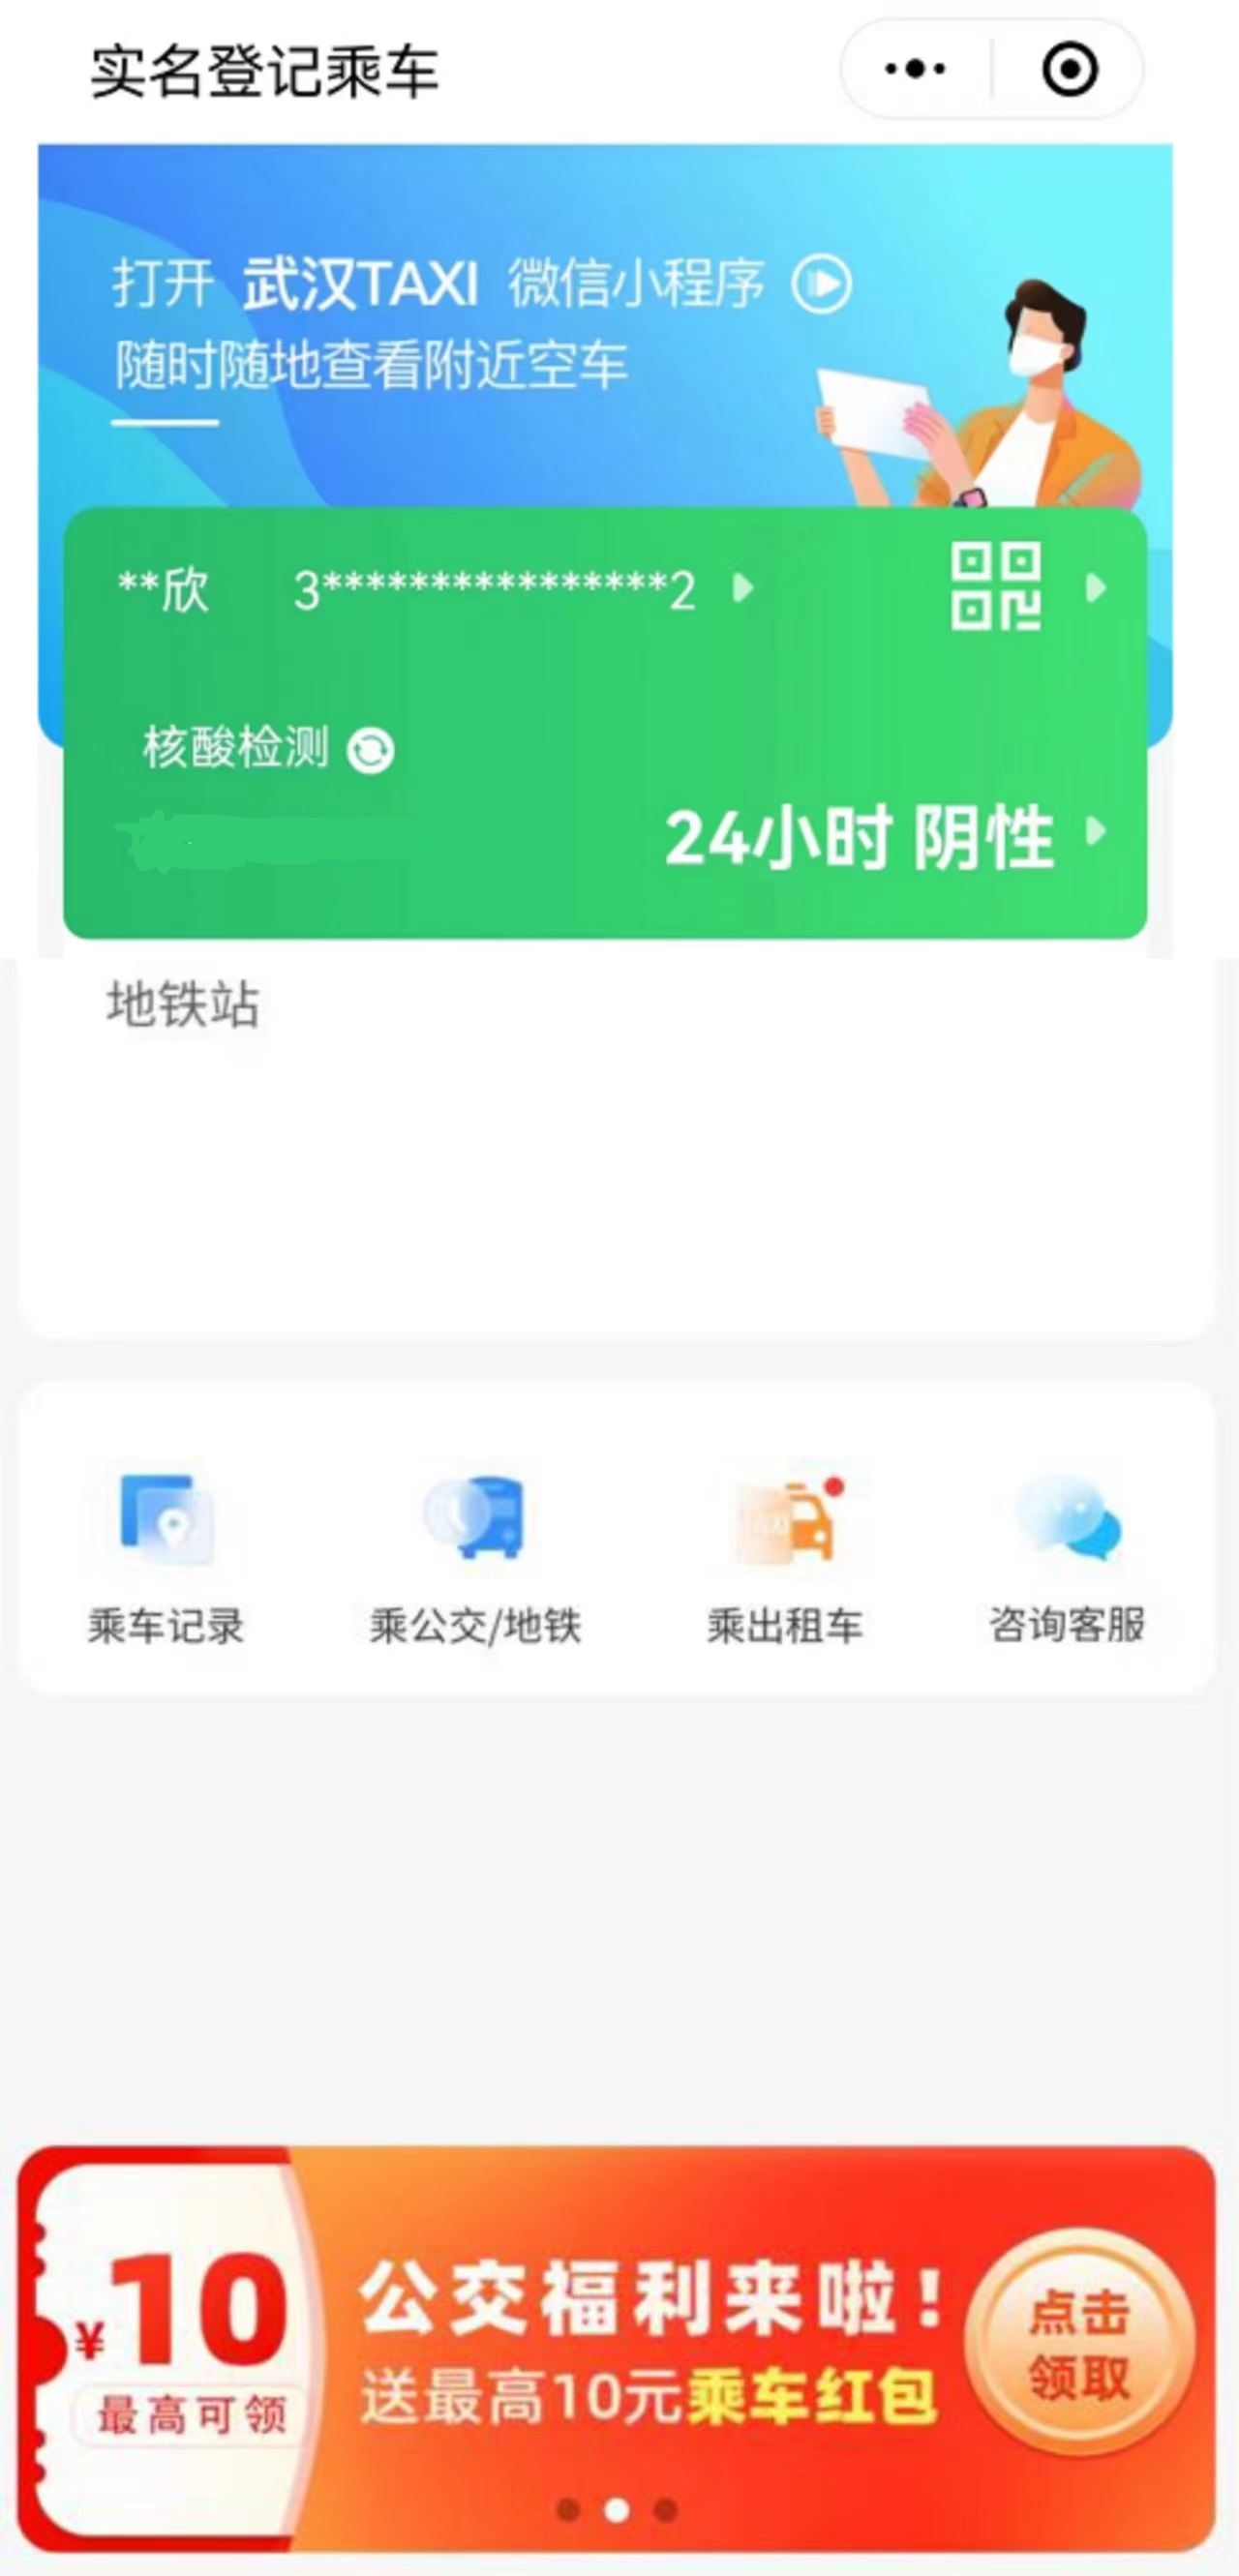 实名登记乘车
打开 武汉TAXI 微信小程序
随时随地查看附近空车
**欣 3****************2
核酸检测
24小时 阴性
地铁站
乘车记录 乘公交/地铁 乘出租车 咨询客服
¥10
最高可领
公交福利来啦！
送最高10元乘车红包
点击
领取